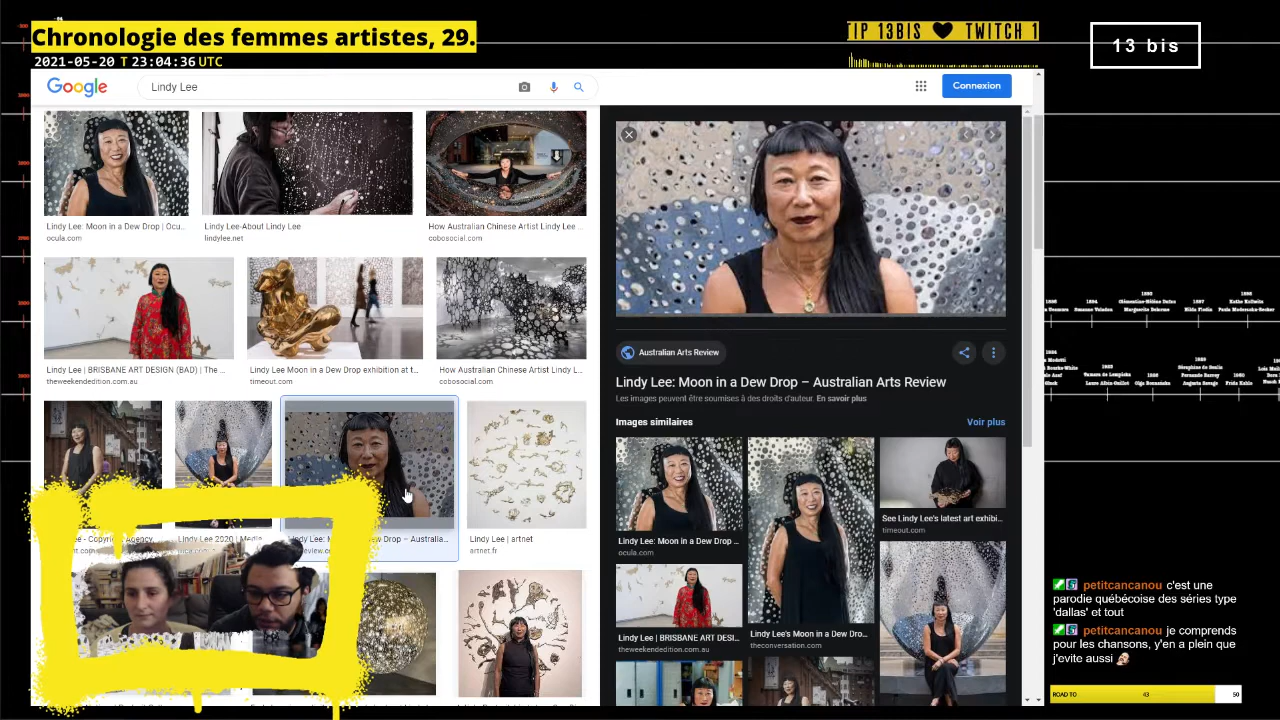 Chronologie des femmes artistes, 29.
2021-05-20 T 23:04:36 UTC
TIP 13BIS ♥ TWITCH 1
13 bis
Google
Lindy Lee
Connexion
Lindy Lee: Moon in a Dew Drop | Ocu...
ocula.com
Lindy Lee-About Lindy Lee
lindylee.net
How Australian Chinese Artist Lindy Lee ...
cobosocial.com
Lindy Lee | BRISBANE ART DESIGN (BAD) | The ...
theweekendedition.com.au
Lindy Lee Moon in a Dew Drop exhibition at t...
timeout.com
How Australian Chinese Artist Lindy L...
cobosocial.com
Lindy Lee | artnet
artnet.fr
Australian Arts Review
Lindy Lee: Moon in a Dew Drop – Australian Arts Review
Les images peuvent être soumises à des droits d'auteur. En savoir plus
Images similaires
Voir plus
Lindy Lee: Moon in a Dew Drop ...
ocula.com
Lindy Lee | BRISBANE ART DESI...
theweekendedition.com.au
Lindy Lee's Moon in a Dew Dro...
theconversation.com
See Lindy Lee's latest art exhibi...
timeout.com
petitcancanou c'est une
parodie québécoise des séries type
'dallas' et tout
petitcancanou je comprends
pour les chansons, y'en a plein que
j'evite aussi
ROAD TO 43 50